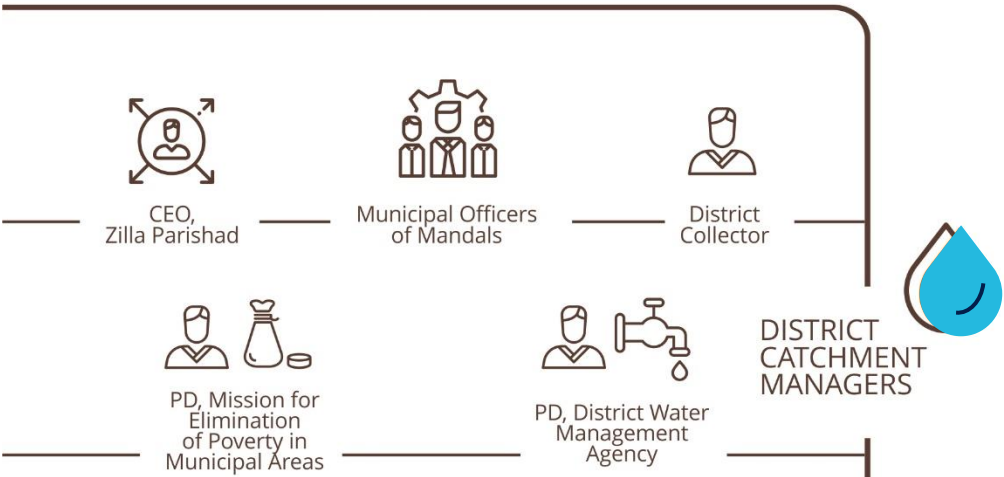 CEO,
Zilla Parishad
Municipal Officers
of Mandals
District
Collector
PD, Mission for
Elimination
of Poverty in
Municipal Areas
PD, District Water
Management
Agency
DISTRICT
CATCHMENT
MANAGERS